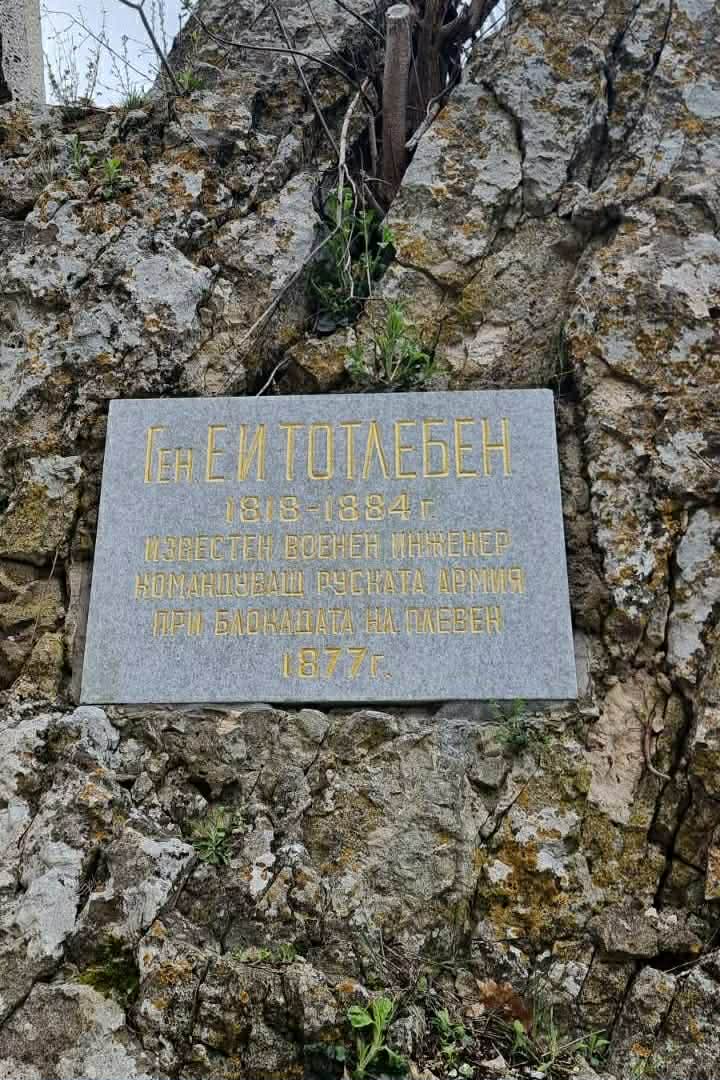 Ген. Е И ТОТЛЕБЕН
1818-1884 г.
ИЗВЕСТЕН ВОЕНЕН ИНЖЕНЕР
КОМАНДУВАЩ РУСКАТА АРМИЯ
ПРИ БЛОКАДАТА НА ПЛЕВЕН
1877 г.